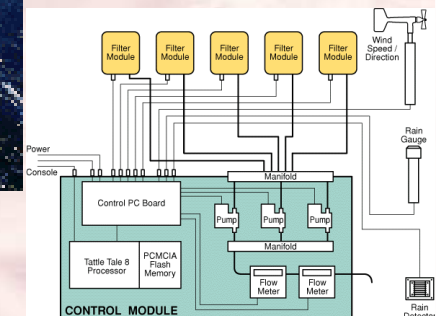 Filter
Module
Filter
Module
Filter
Module
Filter
Module
Filter
Module
Wind
Speed /
Direction
Rain
Gauge
Power
Console
Manifold
Control PC Board
Pump
Pump
Pump
Manifold
Tattle Tale 8
Processor
PCMCIA
Flash
Memory
Flow
Meter
Flow
Meter
CONTROL MODULE
Rain
Detector